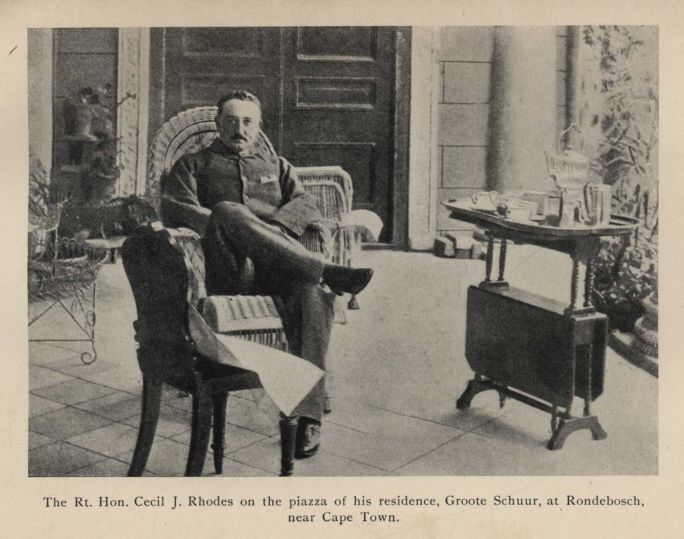 The Rt. Hon. Cecil J. Rhodes on the piazza of his residence, Groote Schuur, at Rondebosch,
near Cape Town.